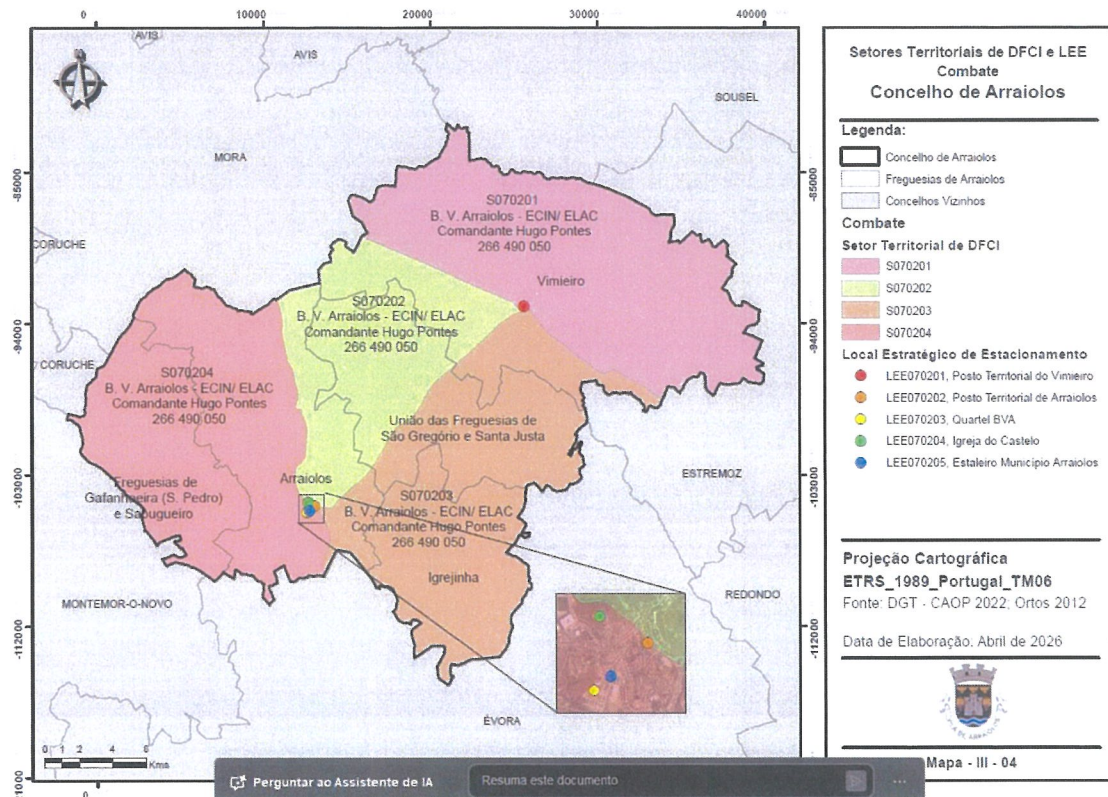 0
10000
20000
30000
40000
AVIS
AVIS
SOUSEL
MORA
CORUCHE
CORUCHE
ESTREMOZ
REDONDO
MONTEMOR-O-NOVO
ÉVORA
-85000
-94000
-103000
-112000
-85000
-94000
-103000
-112000
S070201
B. V. Arraiolos - ECIN/ ELAC
Comandante Hugo Pontes
266 490 050
Vimieiro
S070202
B. V. Arraiolos - ECIN/ ELAC
Comandante Hugo Pontes
266 490 050
S070204
B. V. Arraiolos - ECIN/ ELAC
Comandante Hugo Pontes
266 490 050
União das Freguesias de
São Gregório e Santa Justa
Arraiolos
Freguesias de
Gafanhoeira (S. Pedro)
e Sabugueiro
S070203
B. V. Arraiolos - ECIN/ ELAC
Comandante Hugo Pontes
266 490 050
Igrejinha
0 1 2 4 6
Kms
0
Setores Territoriais de DFCI e LEE
Combate
Concelho de Arraiolos
Legenda:
Concelho de Arraiolos
Freguesias de Arraiolos
Concelhos Vizinhos
Combate
Setor Territorial de DFCI
S070201
S070202
S070203
S070204
Local Estratégico de Estacionamento
LEE070201, Posto Territorial do Vimieiro
LEE070202, Posto Territorial de Arraiolos
LEE070203, Quartel BVA
LEE070204, Igreja do Castelo
LEE070205, Estaleiro Município Arraiolos
Projeção Cartográfica
ETRS_1989_Portugal_TM06
Fonte: DGT - CAOP 2022; Ortos 2012
Data de Elaboração: Abril de 2026
Mapa - III - 04
Perguntar ao Assistente de IA
Resuma este documento